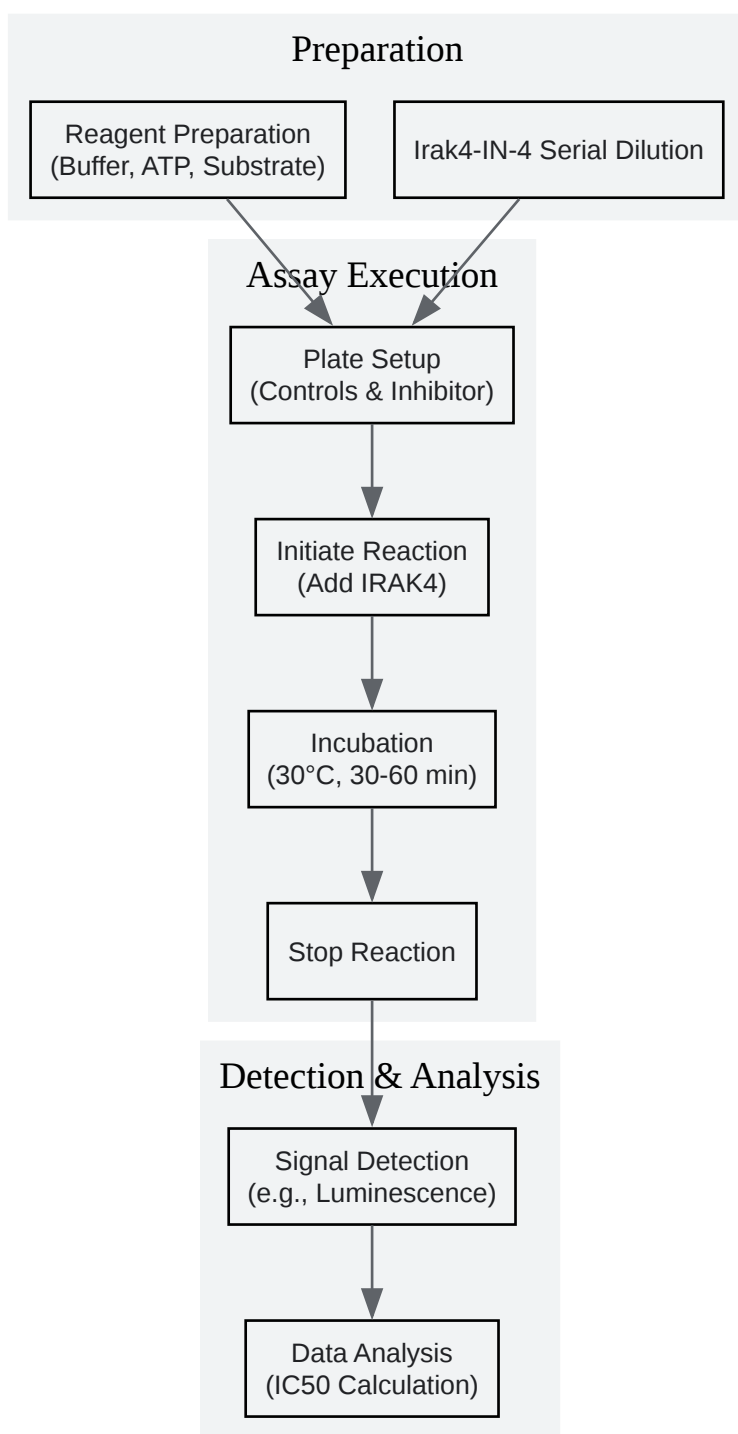 Preparation
Reagent Preparation
(Buffer, ATP, Substrate)
Irak4-IN-4 Serial Dilution
Assay Execution
Plate Setup
(Controls & Inhibitor)
Initiate Reaction
(Add IRAK4)
Incubation
(30°C, 30-60 min)
Stop Reaction
Detection & Analysis
Signal Detection
(e.g., Luminescence)
Data Analysis
(IC50 Calculation)